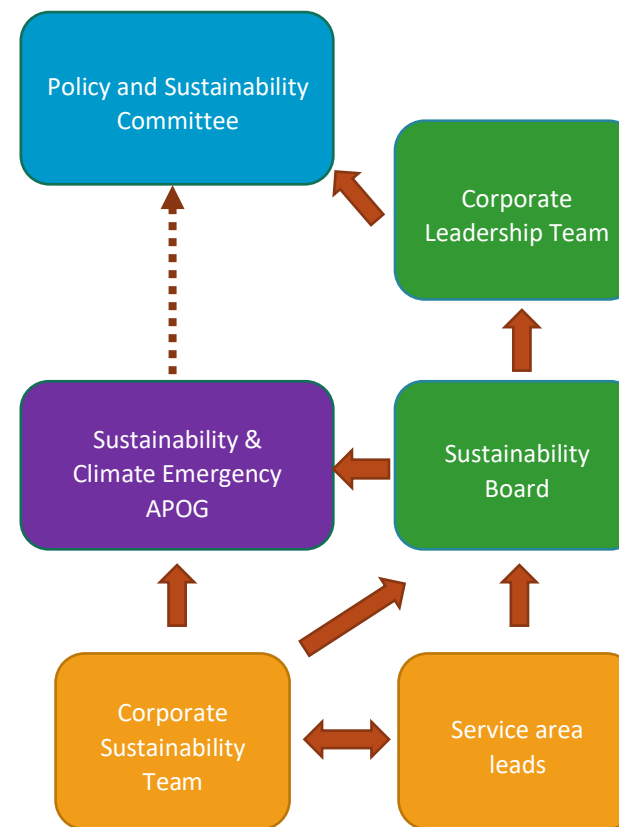 Policy and Sustainability
Committee
Corporate
Leadership Team
Sustainability &
Climate Emergency
APOG
Sustainability
Board
Corporate
Sustainability
Team
Service area
leads